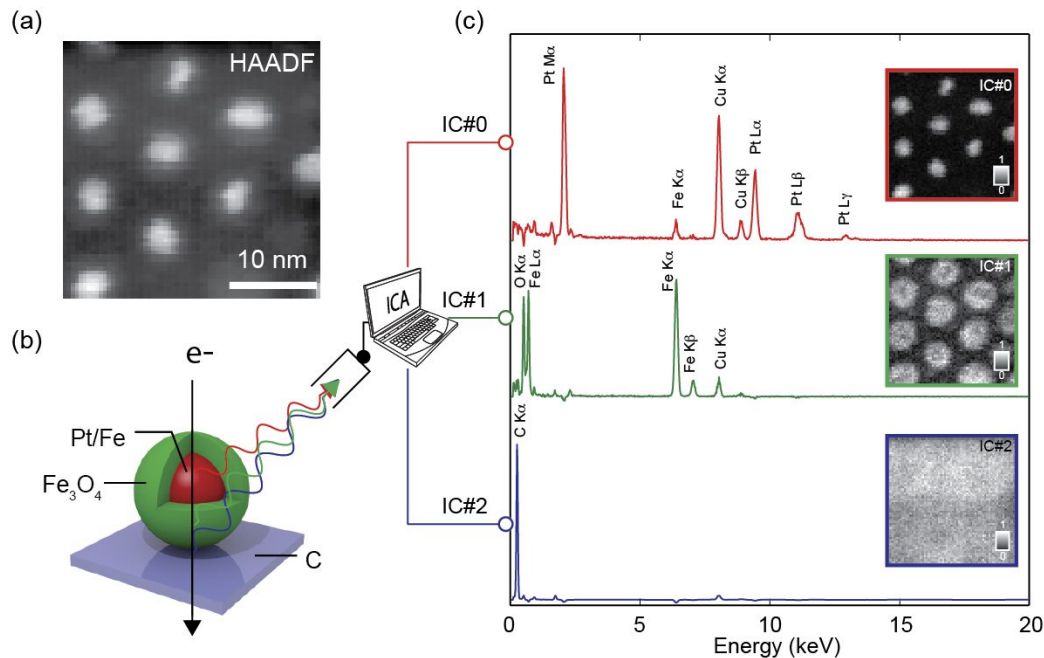 (a)
HAADF
10 nm
(b)
e-
Pt/Fe
Fe₃O₄
C
ICA
IC#0
IC#1
IC#2
(c)
Pt Mα
Fe Kα
Cu Kα
Cu Kβ
Pt Lα
Pt Lβ
Pt Lγ
IC#0
1
0
O Kα
Fe Lα
Fe Kα
Fe Kβ
Cu Kα
IC#1
1
0
C Kα
IC#2
1
0
0 5 10 15 20
Energy (keV)